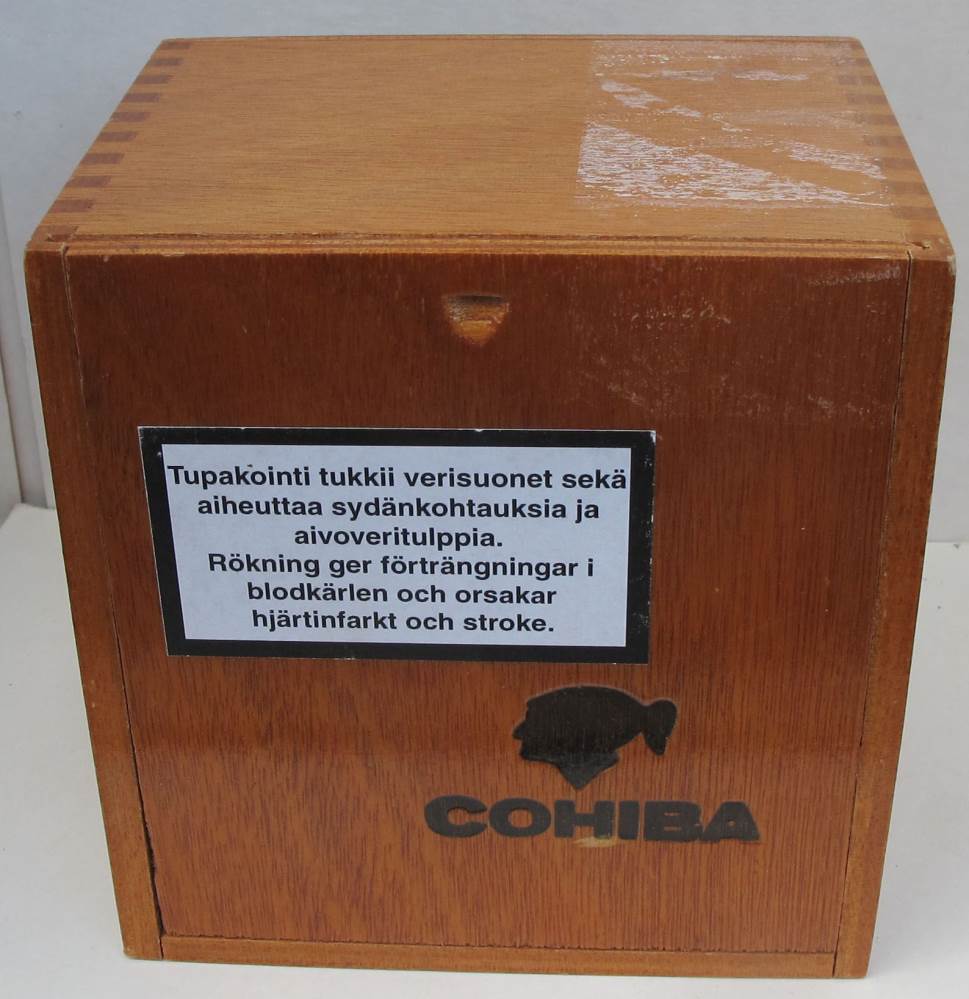 Tupakointi tukkii verisuonet sekä
aiheuttaa sydänkohtauksia ja
aivoveritulppia.
Rökning ger förträngningar i
blodkärlen och orsakar
hjärtinfarkt och stroke.
COHIBA